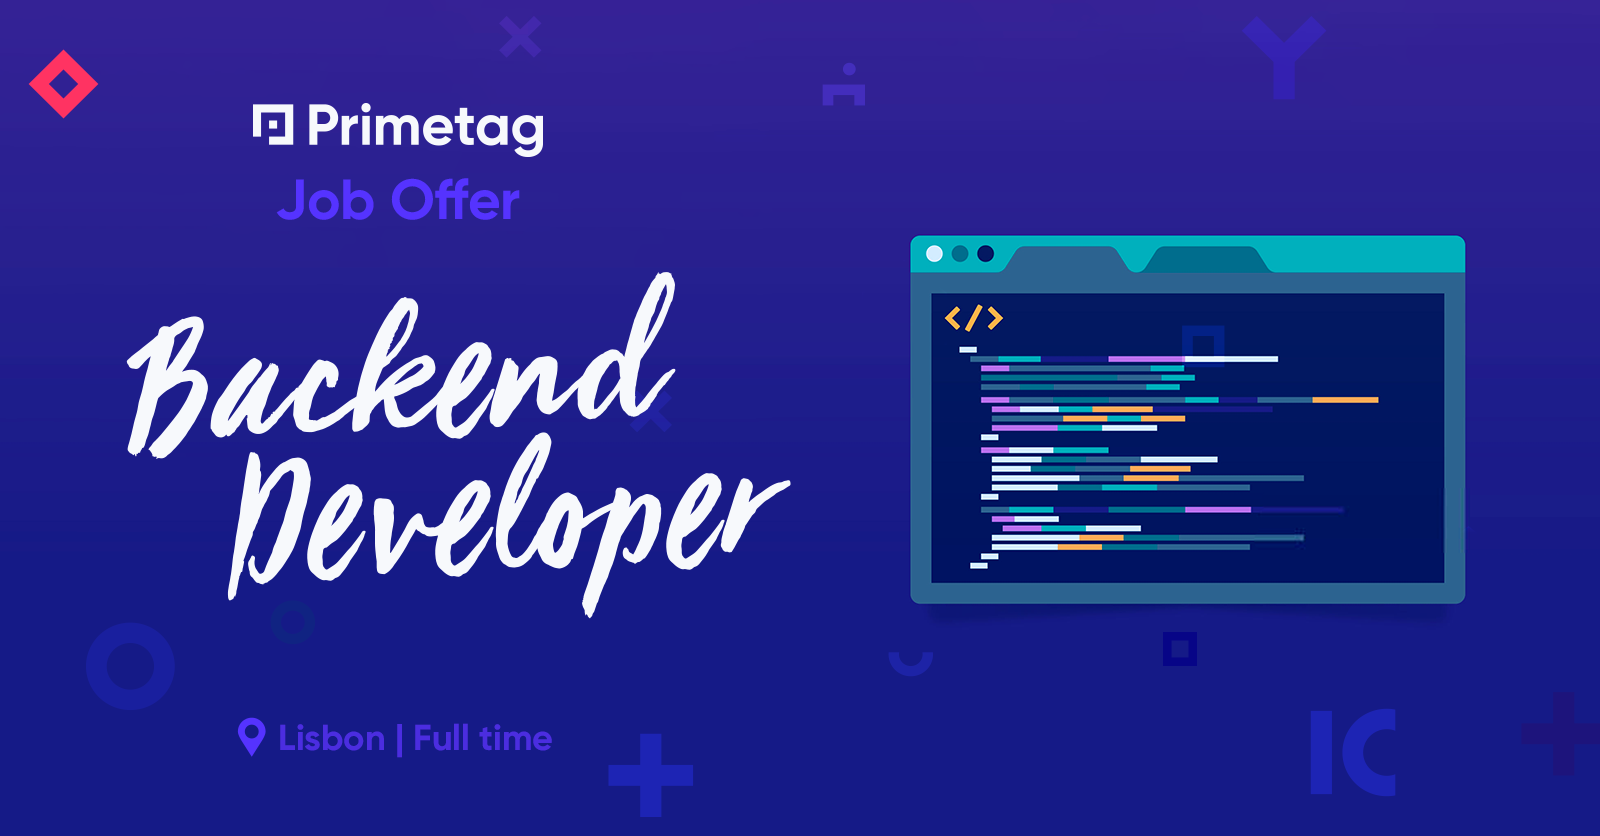 Primetag
Job Offer
Backend
Developer
Lisbon | Full time
</>